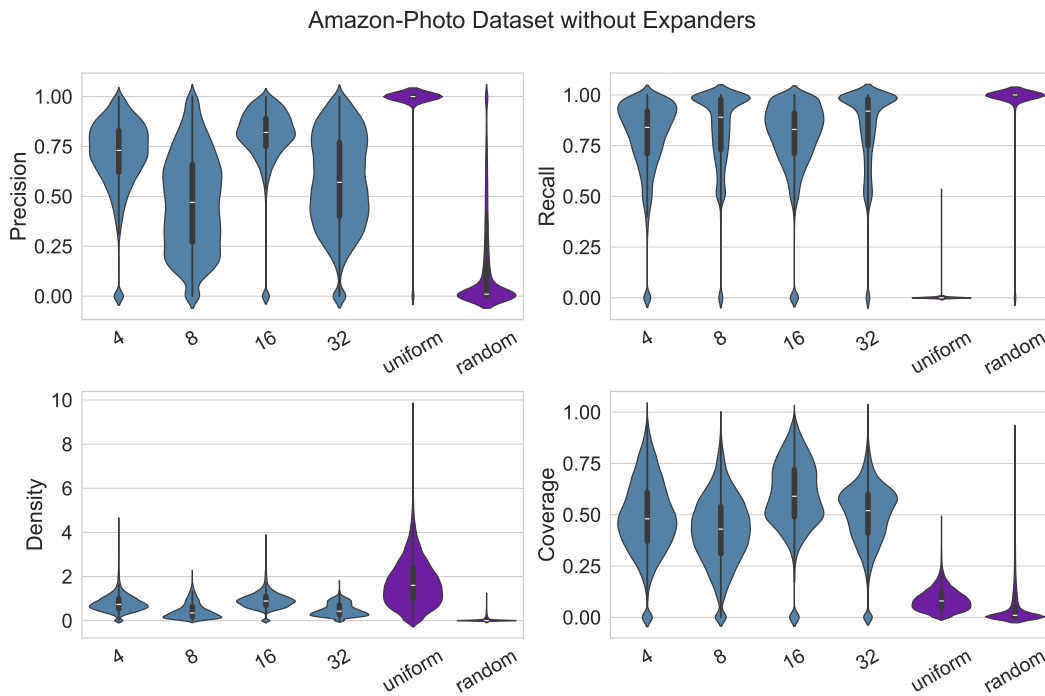 Amazon-Photo Dataset without Expanders
Precision
1.00
0.75
0.50
0.25
0.00
4
8
16
32
uniform
random
Recall
1.00
0.75
0.50
0.25
0.00
4
8
16
32
uniform
random
Density
10
8
6
4
2
0
4
8
16
32
uniform
random
Coverage
1.00
0.75
0.50
0.25
0.00
4
8
16
32
uniform
random